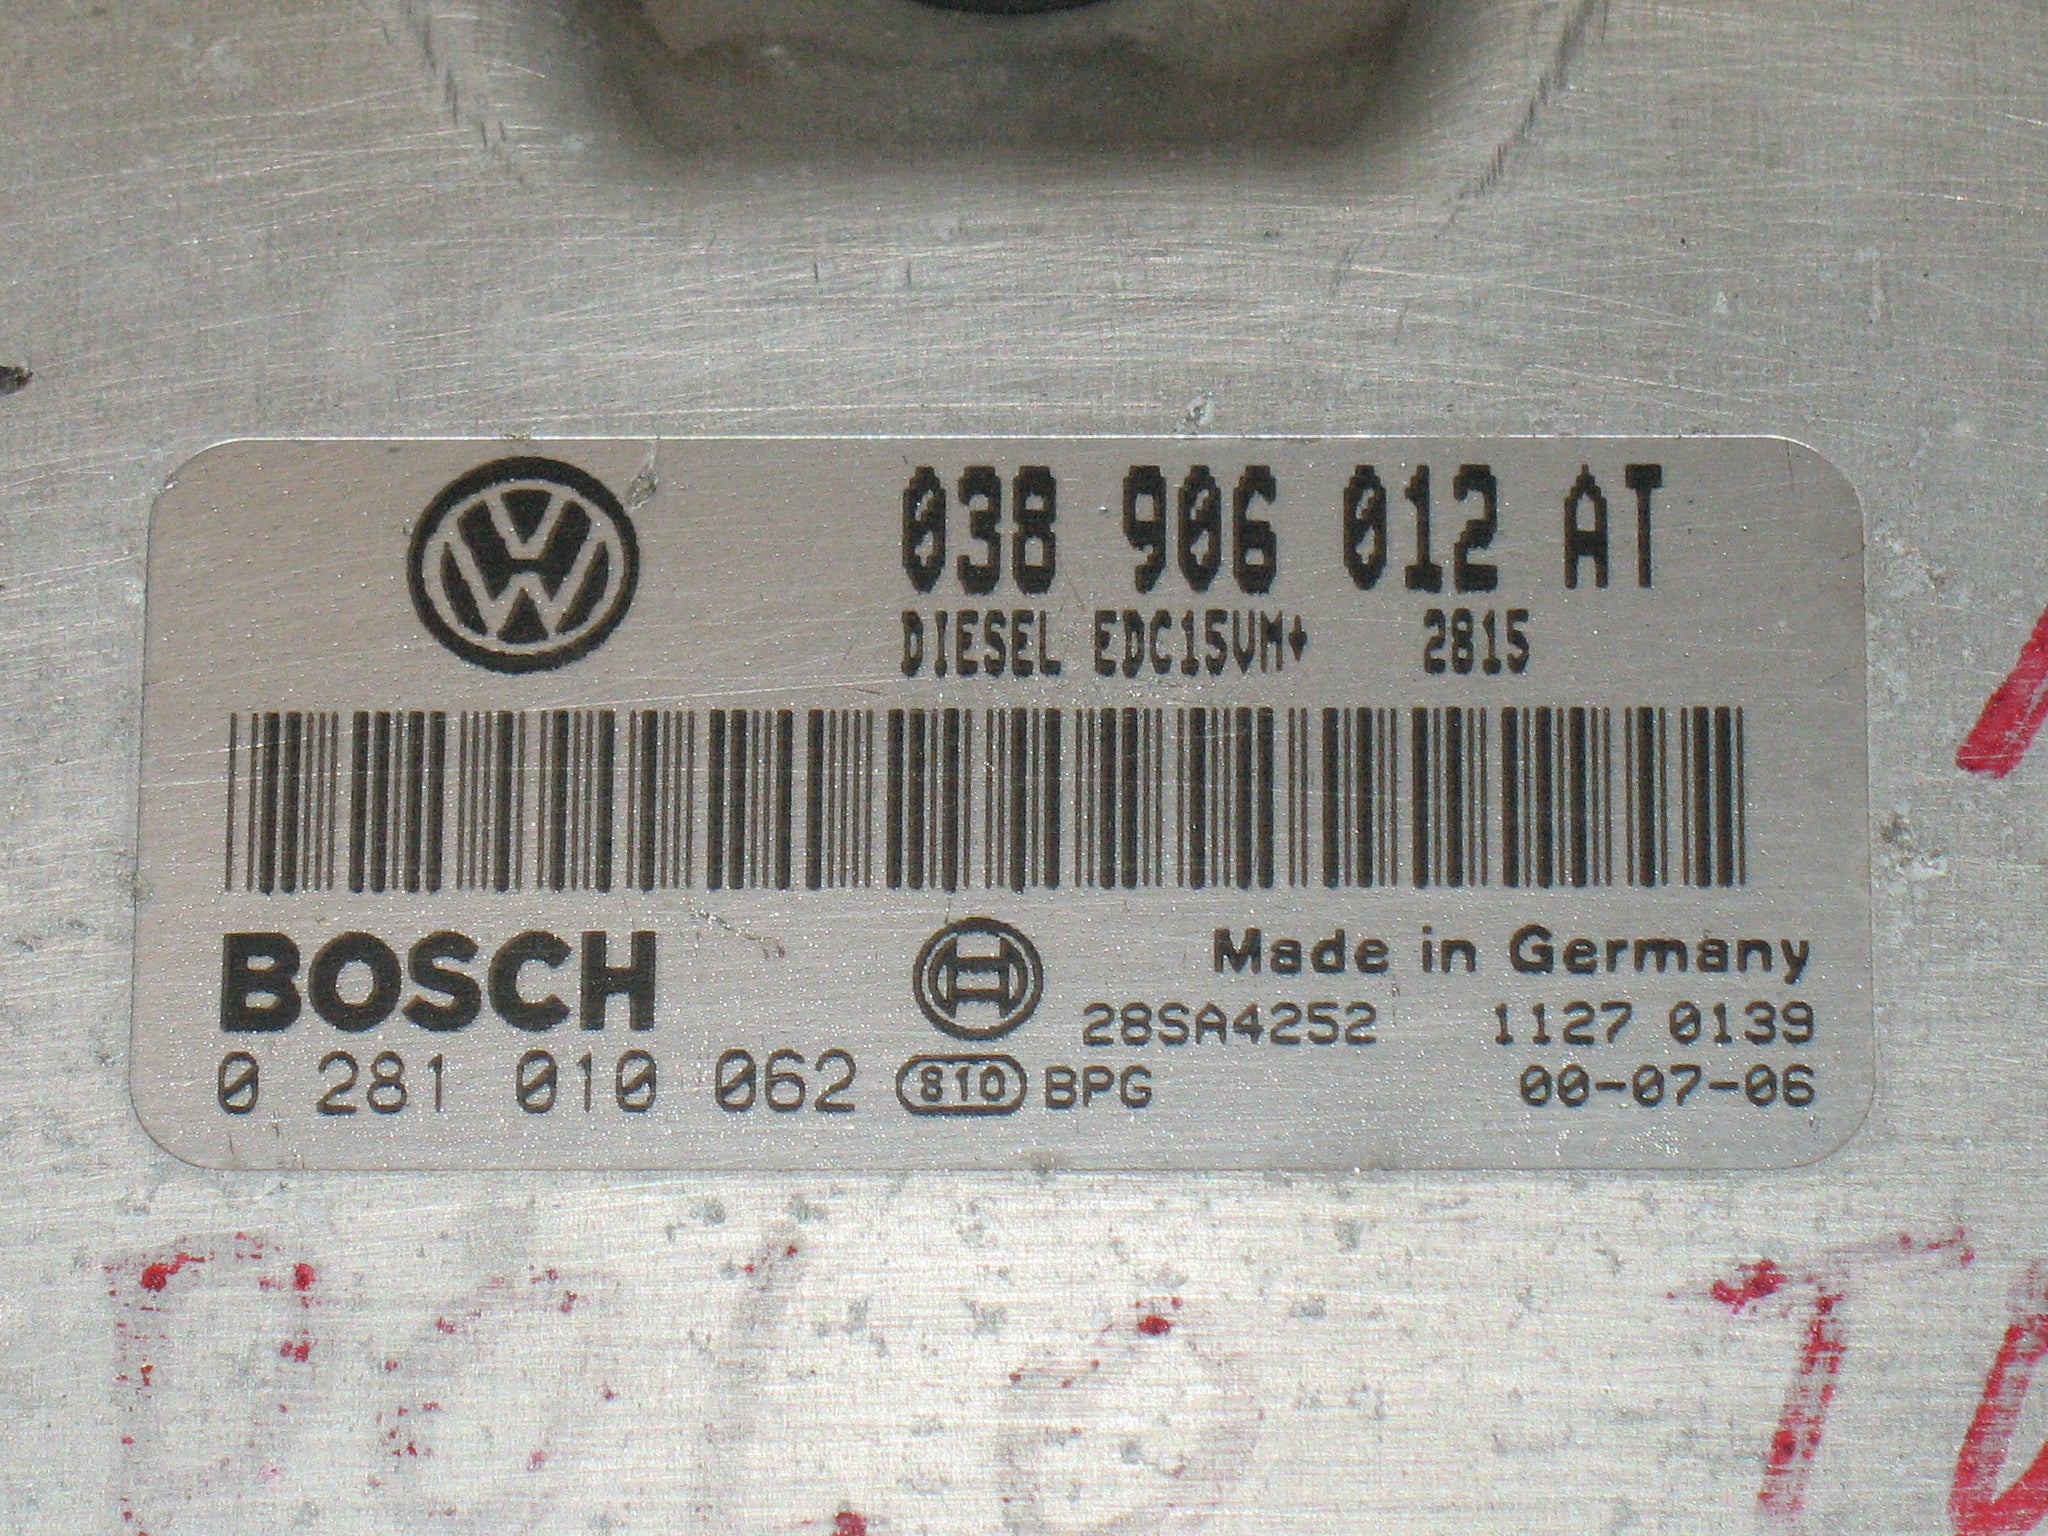 038 906 012 AT
DIESEL EDC15VM+ 2815
BOSCH
Made in Germany
28SA4252 1127 0139
0 281 010 062 810 BPG 00-07-06